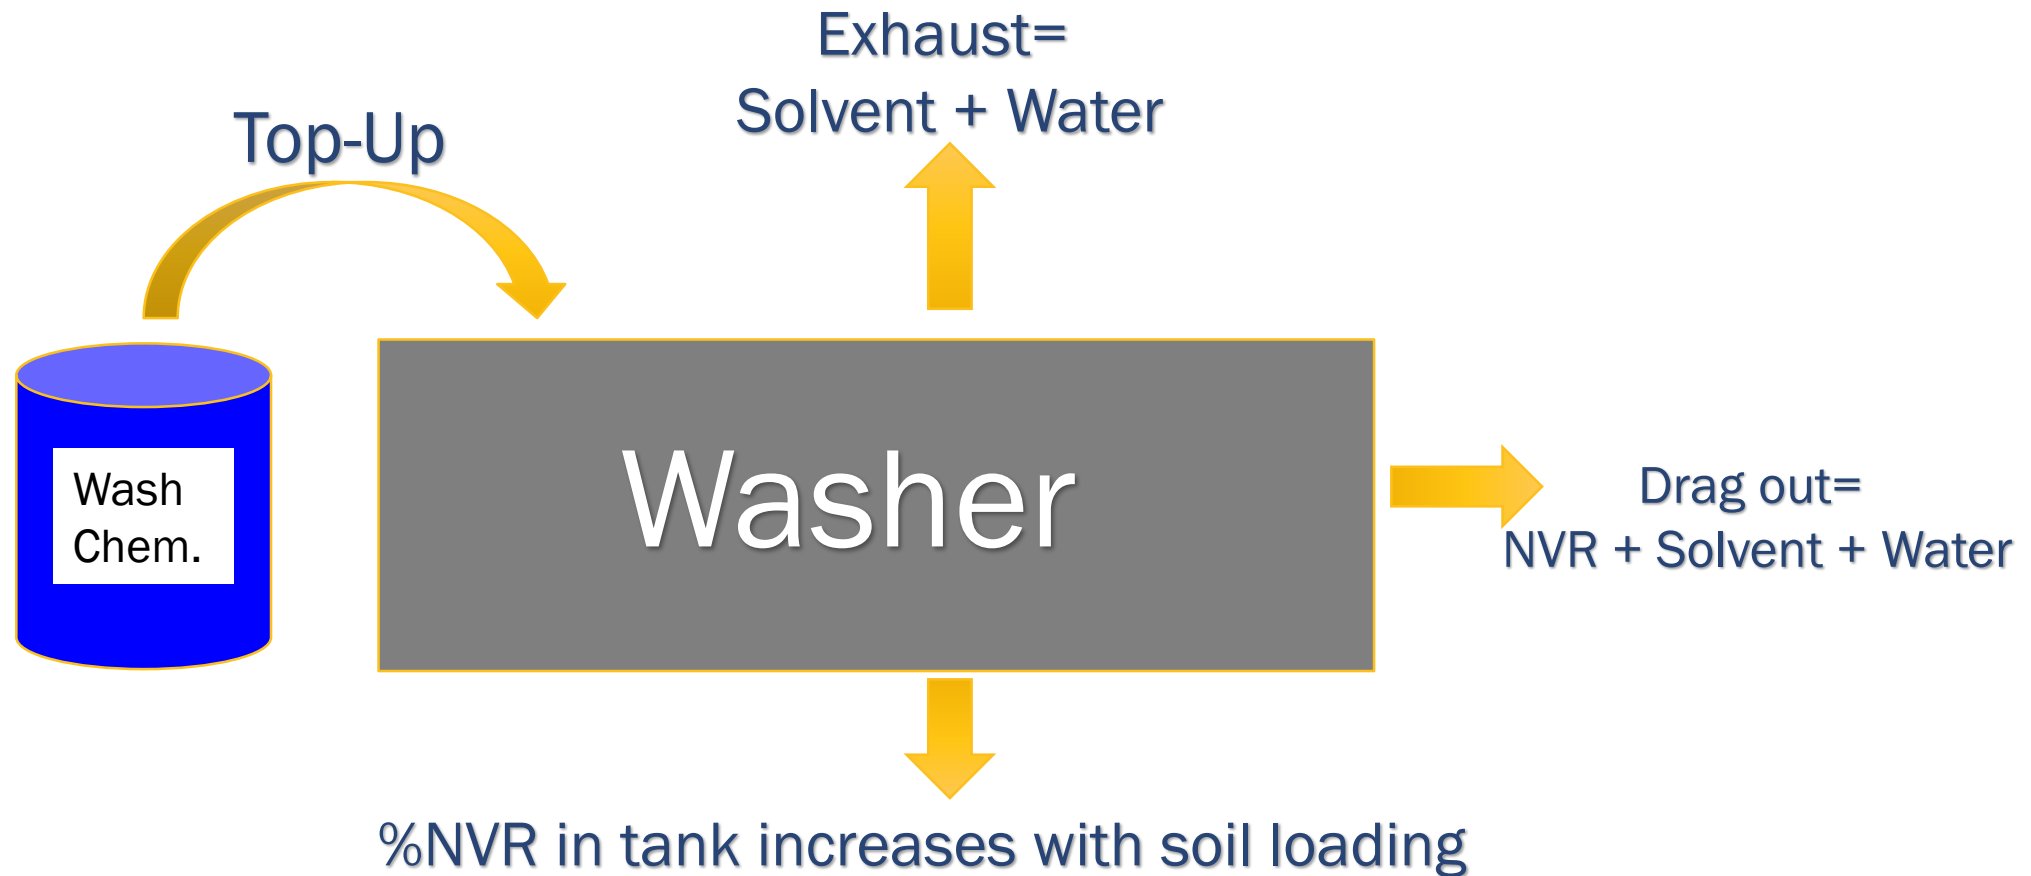 Exhaust=
Solvent + Water
Top-Up
Wash
Chem.
Washer
Drag out=
NVR + Solvent + Water
%NVR in tank increases with soil loading